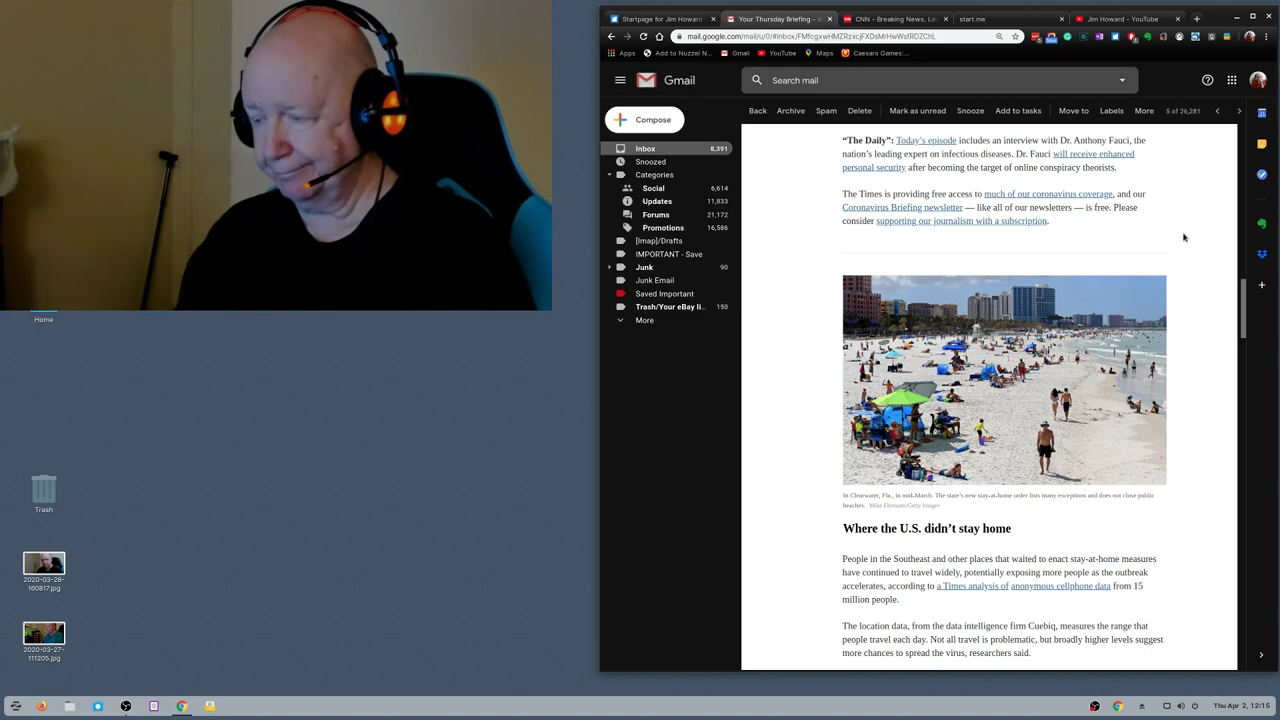 Startpage for Jim Howard
Your Thursday Briefing - s
CNN - Breaking News, Lat
start.me
Jim Howard - YouTube
mail.google.com/mail/u/0/#inbox/
Apps
Add to Nuzzel N...
Gmail
YouTube
Maps
Caesars Games:...
Gmail
Search mail
Compose
Back
Archive
Spam
Delete
Mark as unread
Snooze
Add to tasks
Move to
Labels
More
5 of 26,281
Inbox 8,391
Snoozed
Categories
Social 6,614
Updates 11,833
Forums 21,172
Promotions 16,586
[Imap]/Drafts
IMPORTANT - Save
Junk 90
Junk Email
Saved Important
Trash/Your eBay li... 150
More
“The Daily”: Today’s episode includes an interview with Dr. Anthony Fauci, the
nation’s leading expert on infectious diseases. Dr. Fauci will receive enhanced
personal security after becoming the target of online conspiracy theorists.
The Times is providing free access to much of our coronavirus coverage, and our
Coronavirus Briefing newsletter — like all of our newsletters — is free. Please
consider supporting our journalism with a subscription.
In Clearwater, Fla., in mid-March. The state’s new stay-at-home order lists many exceptions and does not close public
beaches. Mike Ehrmann/Getty Images
Where the U.S. didn’t stay home
People in the Southeast and other places that waited to enact stay-at-home measures
have continued to travel widely, potentially exposing more people as the outbreak
accelerates, according to a Times analysis of anonymous cellphone data from 15
million people.
The location data, from the data intelligence firm Cuebiq, measures the range that
people travel each day. Not all travel is problematic, but broadly higher levels suggest
more chances to spread the virus, researchers said.
Home
Trash
2020-03-28-
160817.jpg
2020-03-27-
111205.jpg
Thu Apr 2, 12:15